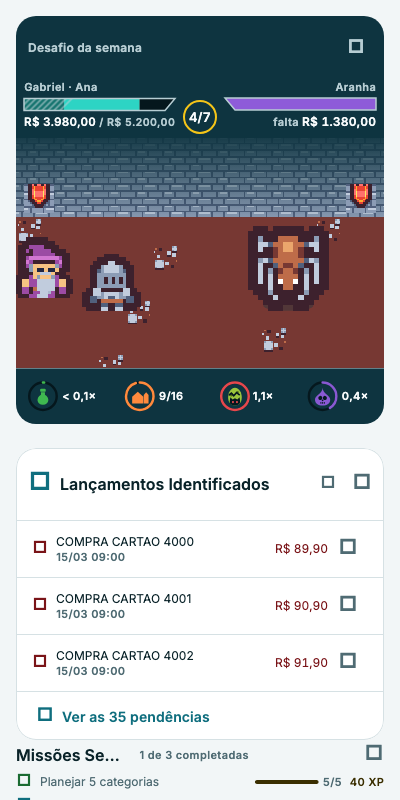 Desafio da semana
Gabriel · Ana
Aranha
R$ 3.980,00 / R$ 5.200,00
4/7
falta R$ 1.380,00
< 0,1×
9/16
1,1×
0,4×
Lançamentos Identificados
COMPRA CARTAO 4000
15/03 09:00
R$ 89,90
COMPRA CARTAO 4001
15/03 09:00
R$ 90,90
COMPRA CARTAO 4002
15/03 09:00
R$ 91,90
Ver as 35 pendências
Missões Se...
1 de 3 completadas
Planejar 5 categorias
5/5
40 XP